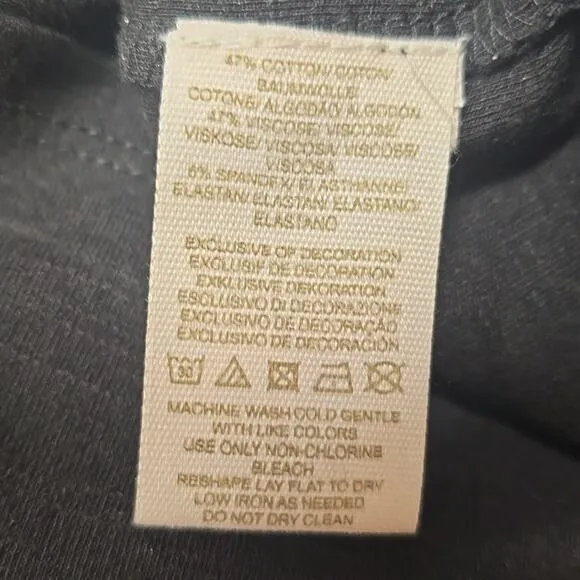 47% COTTON/ COTON/
BAUMWOLLE
COTONE/ ALGODÃO/ ALGODÓN
47% VISCOSE/ VISCOSE/
VISKOSE/ VISCOSA/ VISCOSE/
VISCOSA
6% SPANDEX/ ELASTHANNE/
ELASTAN/ ELASTAN/ ELASTANO/
ELASTANO
EXCLUSIVE OF DECORATION
EXCLUSIF DE DECORATION
EXKLUSIVE DEKORATION
ESCLUSIVO DI DECORAZIONE
EXCLUSIVO DE DECORAÇÃO
EXCLUSIVO DE DECORACIÓN
30
MACHINE WASH COLD GENTLE
WITH LIKE COLORS
USE ONLY NON-CHLORINE
BLEACH
RESHAPE LAY FLAT TO DRY
LOW IRON AS NEEDED
DO NOT DRY CLEAN